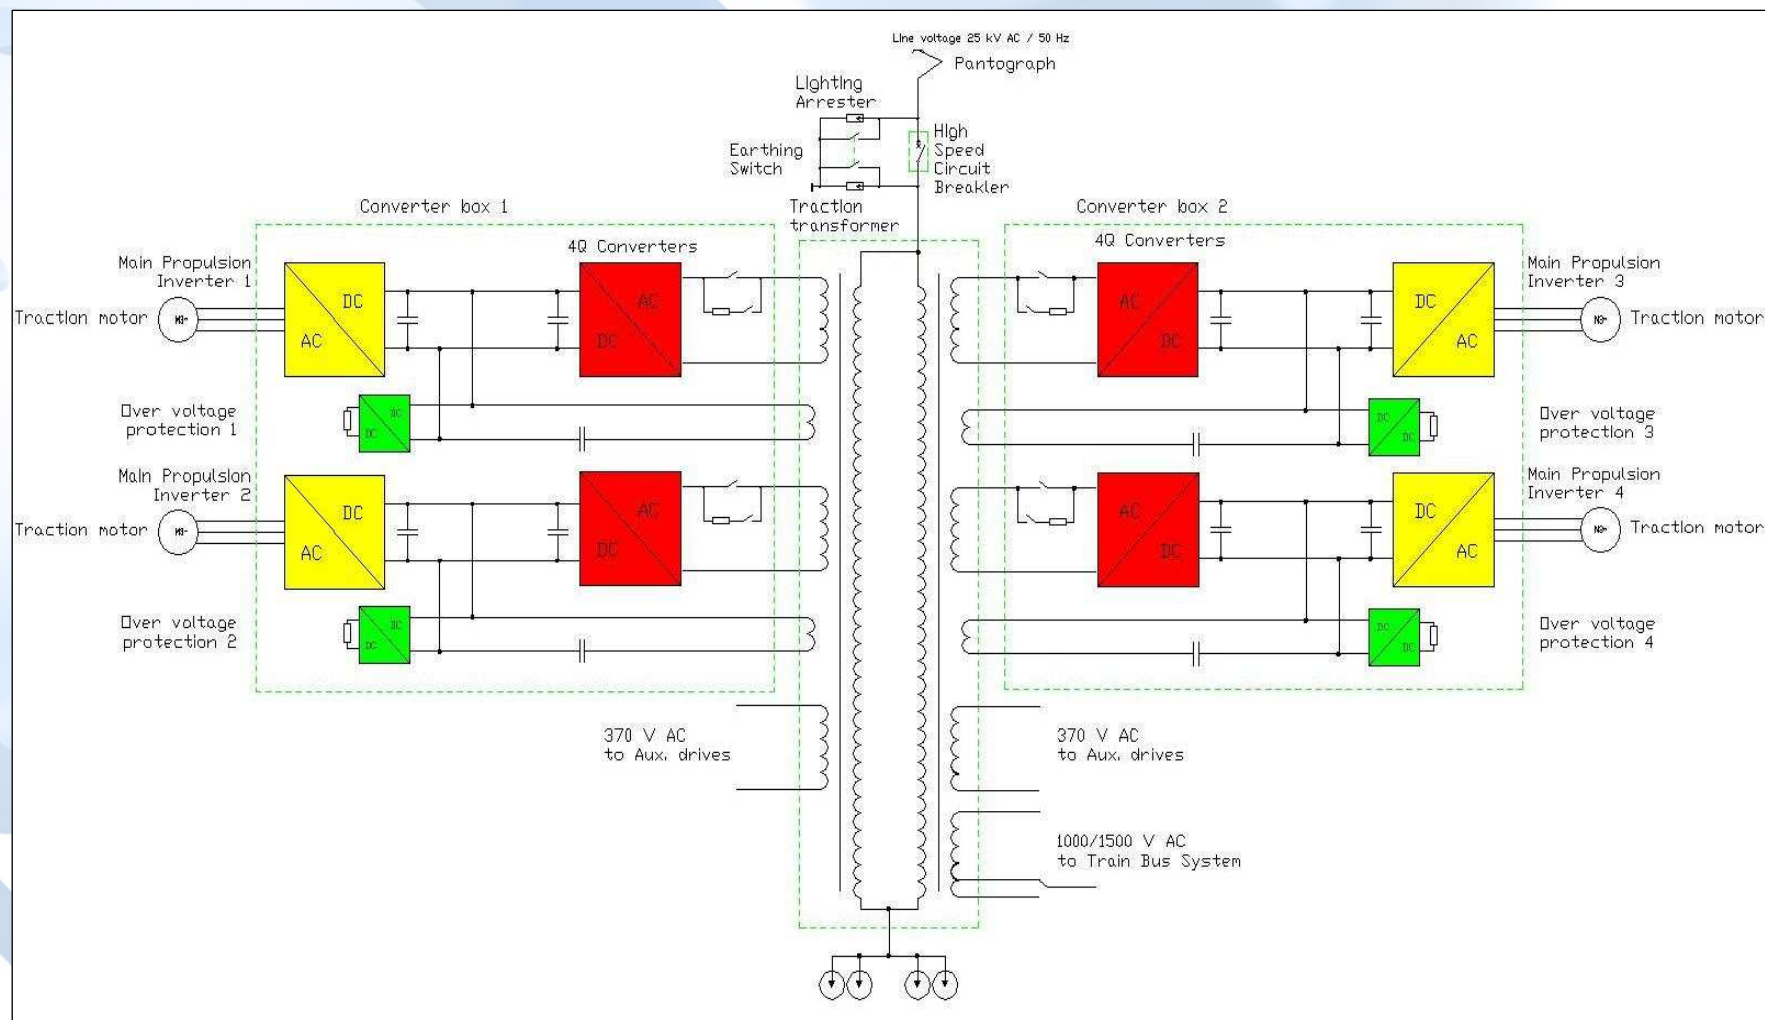 Line voltage 25 kV AC / 50 Hz
Pantograph
Lighting
Arrester
High
Speed
Circuit
Breakler
Earthing
Switch
Traction
transformer
Converter box 1
Converter box 2
4Q Converters
4Q Converters
Main Propulsion
Inverter 1
Traction motor
DC
AC
AC
DC
AC
DC
DC
AC
Main Propulsion
Inverter 3
Traction motor
Over voltage
protection 1
DC
DC
DC
DC
Over voltage
protection 3
Main Propulsion
Inverter 2
Traction motor
DC
AC
AC
DC
AC
DC
DC
AC
Main Propulsion
Inverter 4
Traction motor
Over voltage
protection 2
DC
DC
DC
DC
Over voltage
protection 4
370 V AC
to Aux. drives
370 V AC
to Aux. drives
1000/1500 V AC
to Train Bus System